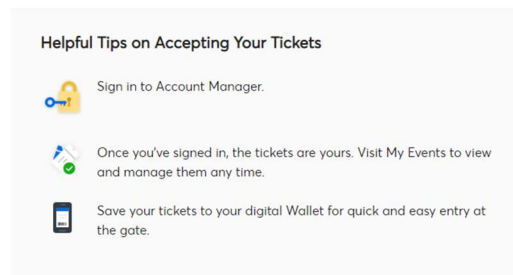 Helpful Tips on Accepting Your Tickets
Sign in to Account Manager.
Once you've signed in, the tickets are yours. Visit My Events to view
and manage them any time.
Save your tickets to your digital Wallet for quick and easy entry at
the gate.